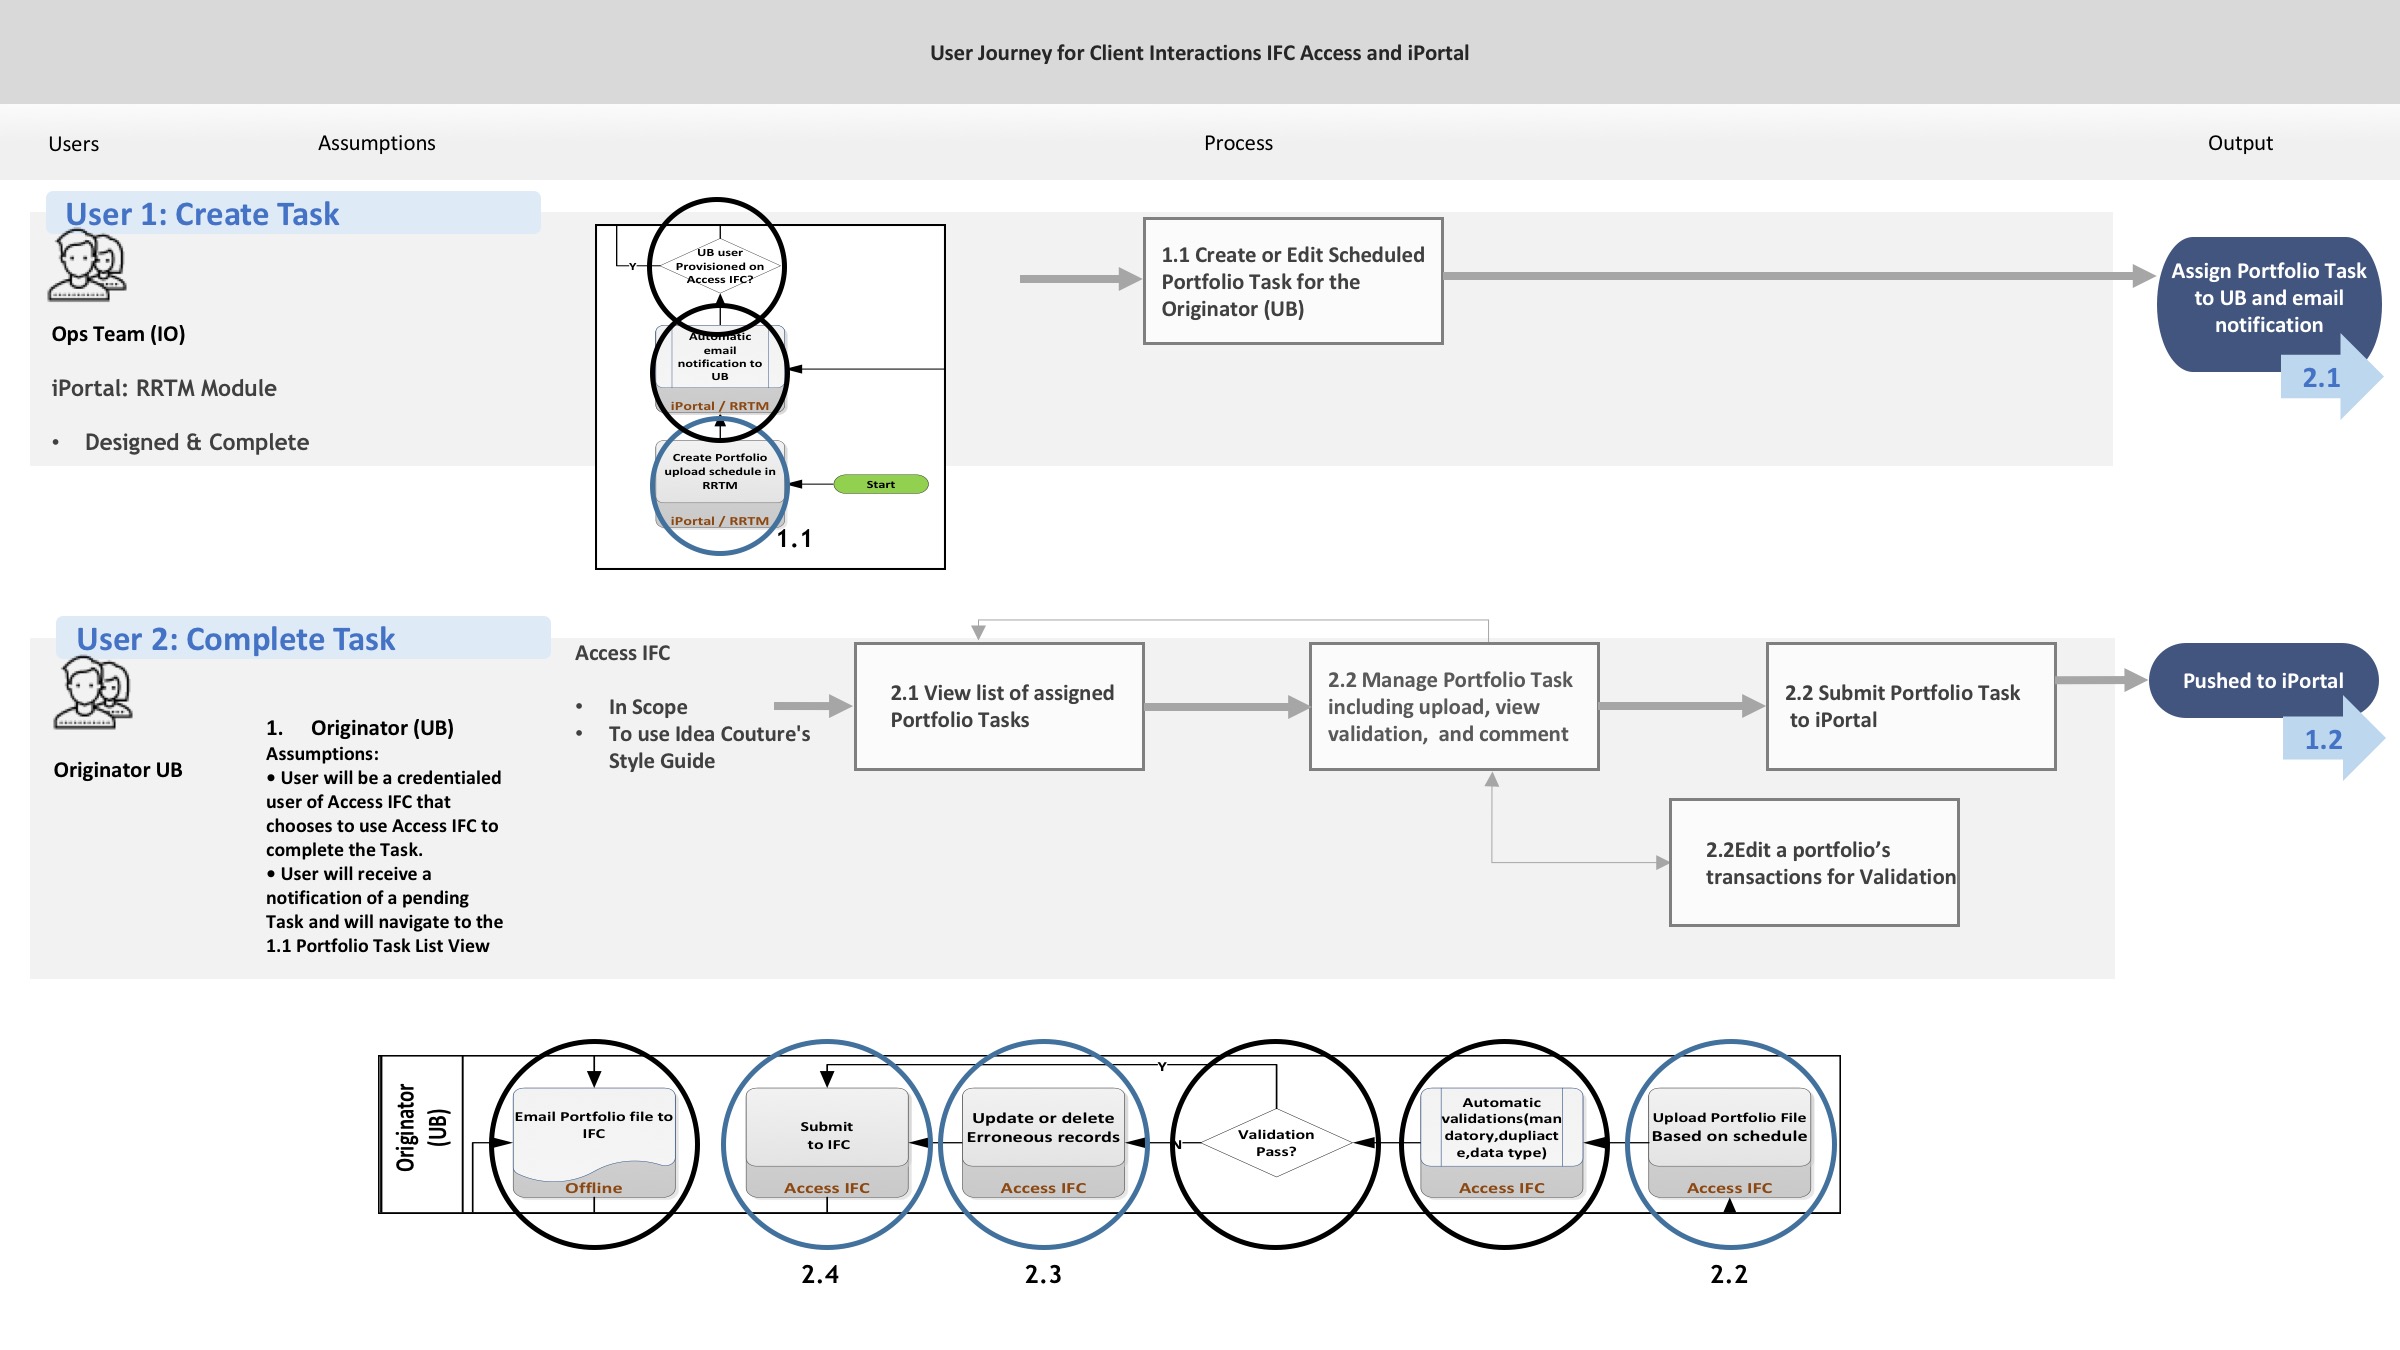 User Journey for Client Interactions IFC Access and iPortal
Users
Assumptions
Process
Output
User 1: Create Task
Ops Team (IO)
iPortal: RRTM Module
• Designed & Complete
Y
UB user
Provisioned on
Access IFC?
Automatic
email
notification to
UB
iPortal / RRTM
Create Portfolio
upload schedule in
RRTM
iPortal / RRTM
Start
1.1
1.1 Create or Edit Scheduled
Portfolio Task for the
Originator (UB)
Assign Portfolio Task
to UB and email
notification
2.1
User 2: Complete Task
Originator UB
1. Originator (UB)
Assumptions:
• User will be a credentialed
user of Access IFC that
chooses to use Access IFC to
complete the Task.
• User will receive a
notification of a pending
Task and will navigate to the
1.1 Portfolio Task List View
Access IFC
• In Scope
• To use Idea Couture's
Style Guide
2.1 View list of assigned
Portfolio Tasks
2.2 Manage Portfolio Task
including upload, view
validation, and comment
2.2 Submit Portfolio Task
to iPortal
2.2Edit a portfolio’s
transactions for Validation
Pushed to iPortal
1.2
Originator
(UB)
Email Portfolio file to
IFC
Offline
Submit
to IFC
Access IFC
Update or delete
Erroneous records
Access IFC
Y
N
Validation
Pass?
Automatic
validations(man
datory,dupliact
e,data type)
Access IFC
Upload Portfolio File
Based on schedule
Access IFC
2.4
2.3
2.2